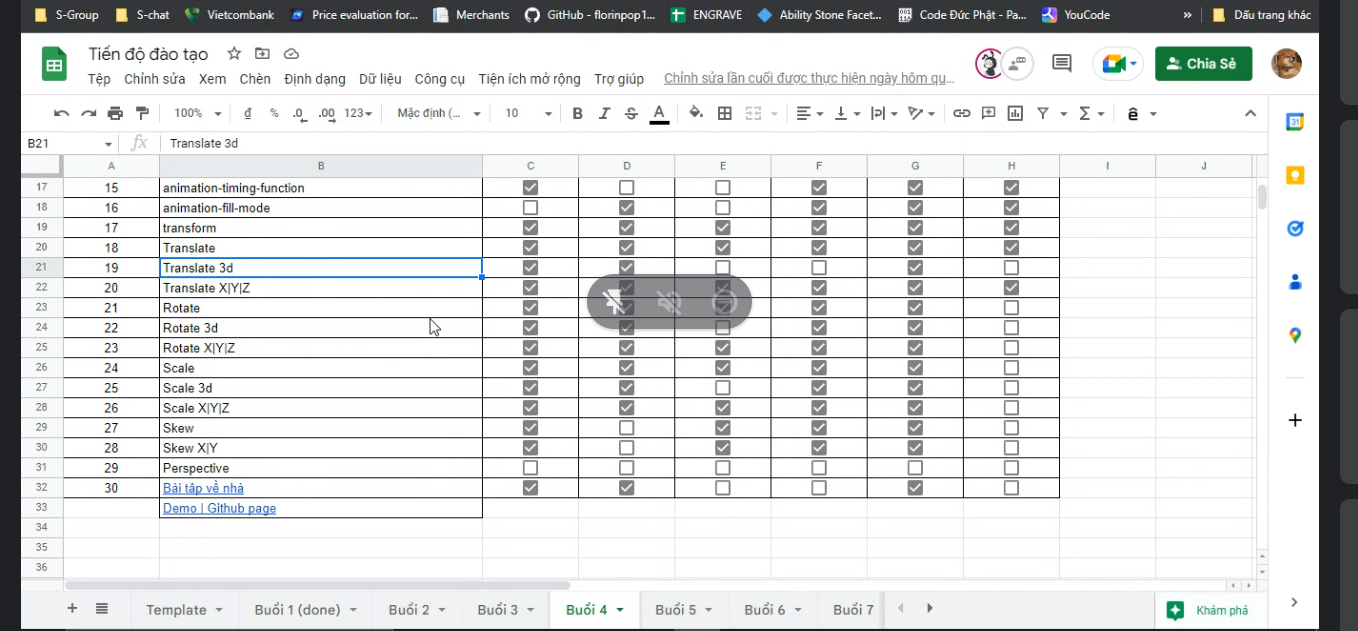 S-Group S-chat Vietcombank Price evaluation for... Merchants GitHub - florinpop1... ENGRAVE Ability Stone Facet... Code Đức Phật - Pa... YouCode » Dấu trang khác
Tiến độ đào tạo
Tệp Chỉnh sửa Xem Chèn Định dạng Dữ liệu Công cụ Tiện ích mở rộng Trợ giúp Chỉnh sửa lần cuối được thực hiện ngày hôm qu...
Chia Sẻ
100% đ % .0 .00 123 Mặc định (... 10 B I S A Σ ê
B21 fx Translate 3d
A B C D E F G H I J
17 15 animation-timing-function
18 16 animation-fill-mode
19 17 transform
20 18 Translate
21 19 Translate 3d
22 20 Translate X|Y|Z
23 21 Rotate
24 22 Rotate 3d
25 23 Rotate X|Y|Z
26 24 Scale
27 25 Scale 3d
28 26 Scale X|Y|Z
29 27 Skew
30 28 Skew X|Y
31 29 Perspective
32 30 Bài tập về nhà
33 Demo | Github page
34
35
36
31
+ Template Buổi 1 (done) Buổi 2 Buổi 3 Buổi 4 Buổi 5 Buổi 6 Buổi 7 Khám phá